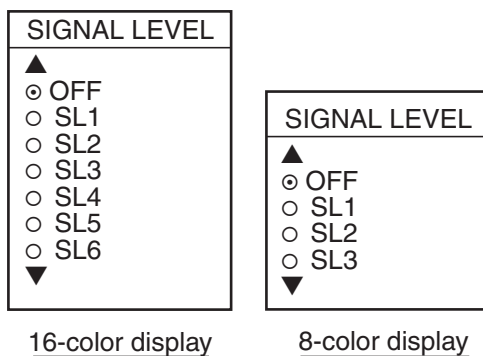 SIGNAL LEVEL
OFF
SL1
SL2
SL3
SL4
SL5
SL6
16-color display
SIGNAL LEVEL
OFF
SL1
SL2
SL3
8-color display